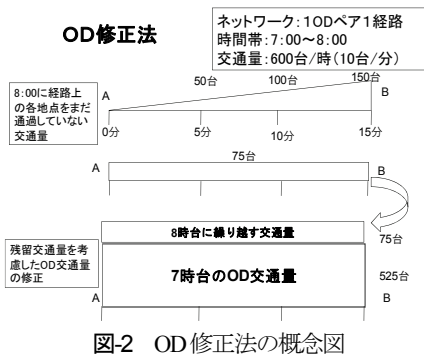 OD修正法
ネットワーク：1ODペア1経路
時間帯：7：00～8：00
交通量：600台/時(10台/分)
8：00に経路上
の各地点をまだ
通過していない
交通量
A
50台
100台
150台
B
0分
5分
10分
15分
75台
A
B
8時台に繰り越す交通量
75台
残留交通量を考
慮したOD交通量
の修正
7時台のOD交通量
525台
A
B
図-2 OD修正法の概念図